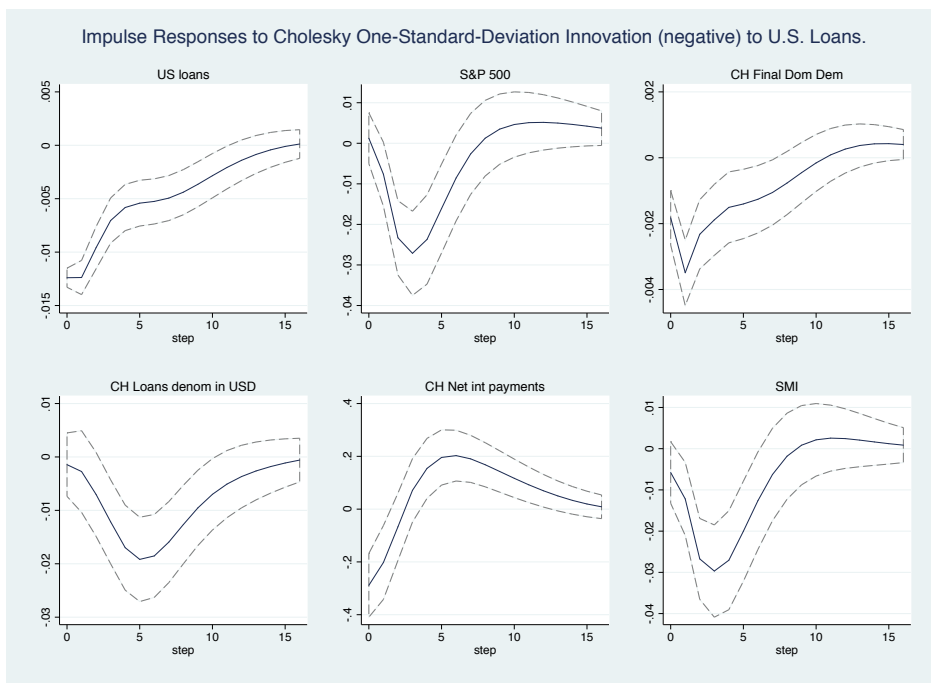 Impulse Responses to Cholesky One-Standard-Deviation Innovation (negative) to U.S. Loans.
US loans
.005
0
-.005
-.01
-.015
0 5 10 15
step
S&P 500
.01
0
-.01
-.02
-.03
-.04
0 5 10 15
step
CH Final Dom Dem
.002
0
-.002
-.004
0 5 10 15
step
CH Loans denom in USD
.01
0
-.01
-.02
-.03
0 5 10 15
step
CH Net int payments
.4
.2
0
-.2
-.4
0 5 10 15
step
SMI
.01
0
-.01
-.02
-.03
-.04
0 5 10 15
step